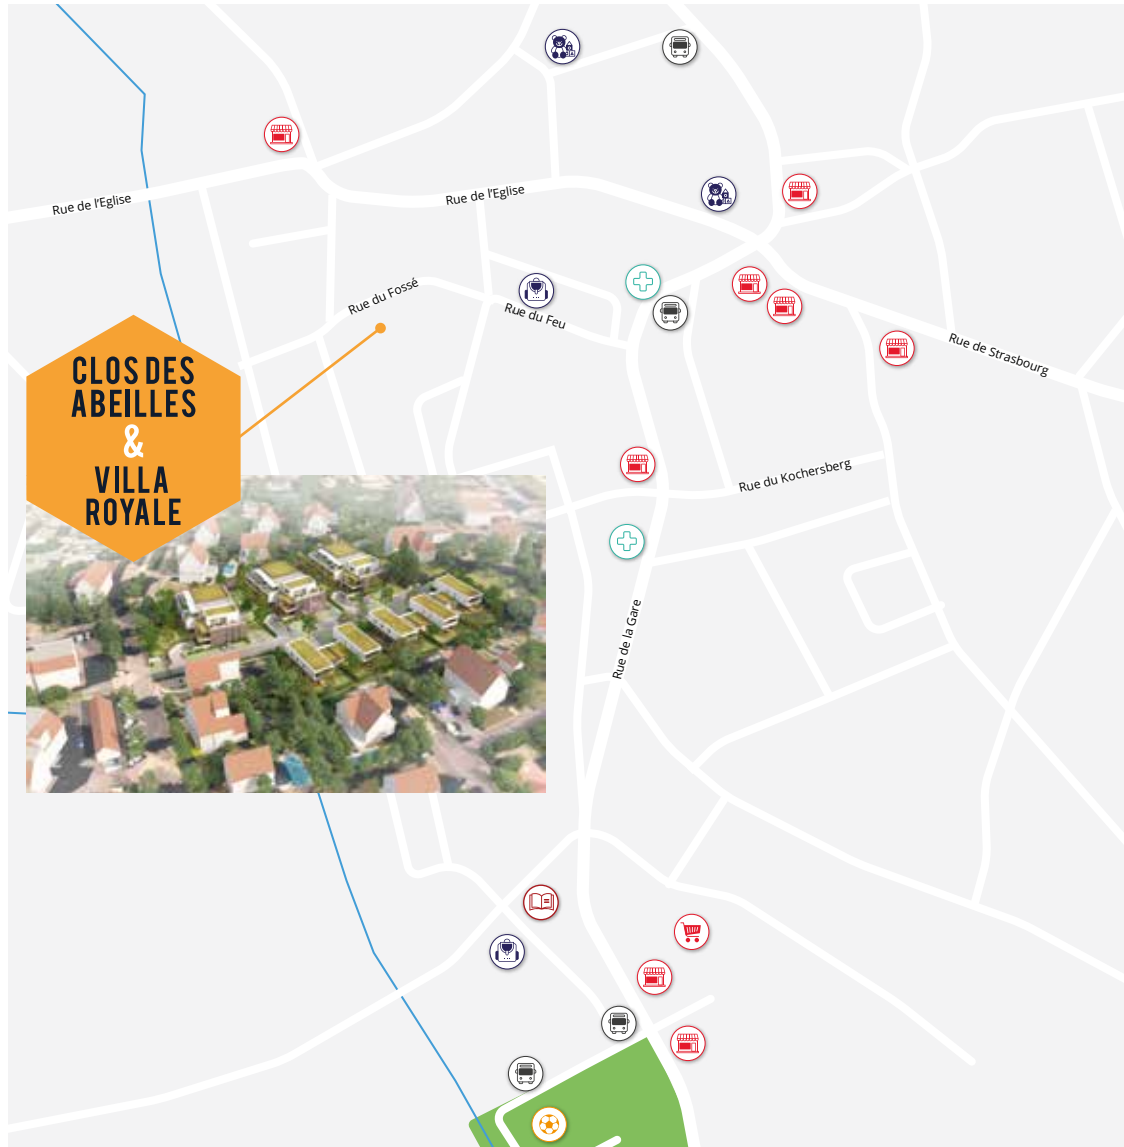 Rue de l'Eglise
Rue de l'Eglise
Rue du Fossé
Rue du Feu
Rue de Strasbourg
CLOS DES
ABEILLES
&
VILLA
ROYALE
Rue du Kochersberg
Rue de la Gare